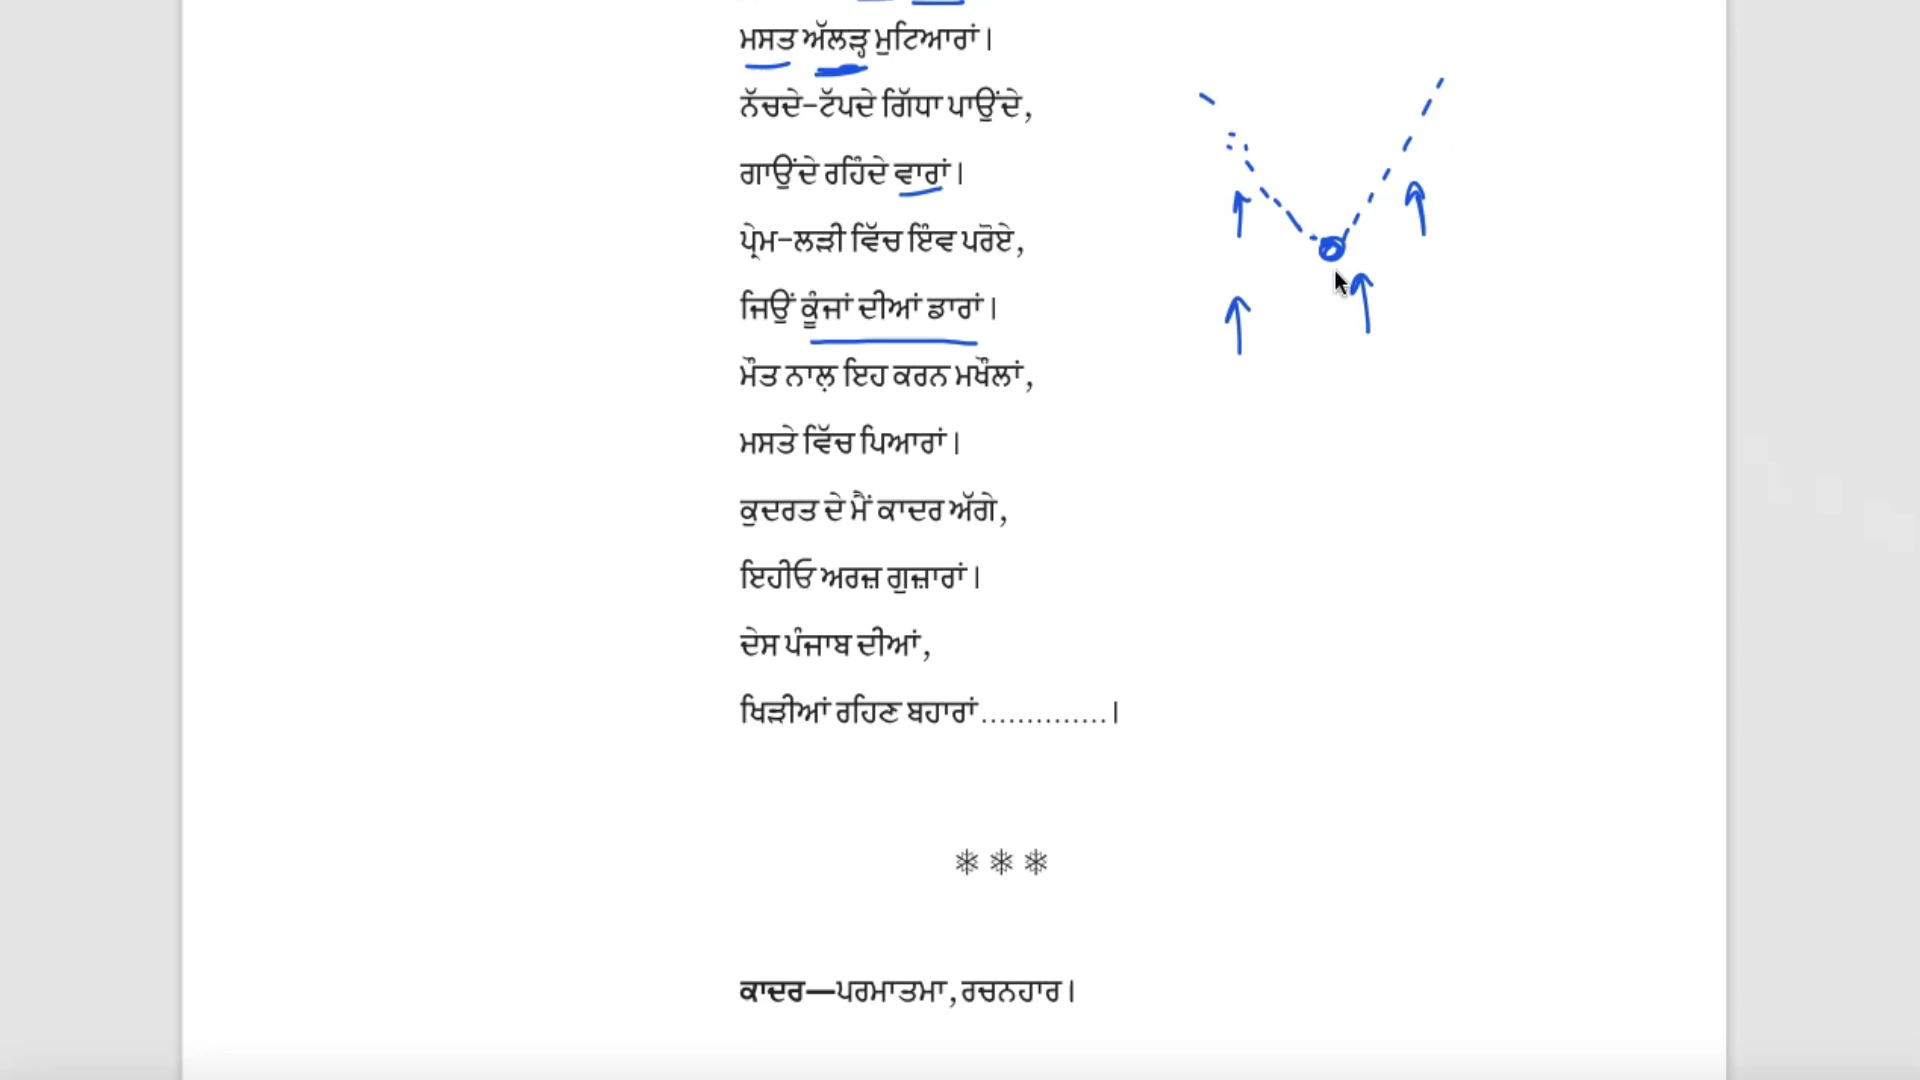 ਮਸਤ ਅੱਲੜ੍ਹ ਮੁਟਿਆਰਾਂ।
ਨੱਚਦੇ-ਟੱਪਦੇ ਗਿੱਧਾ ਪਾਉਂਦੇ,
ਗਾਉਂਦੇ ਰਹਿੰਦੇ ਵਾਰਾਂ।
ਪ੍ਰੇਮ-ਲੜੀ ਵਿੱਚ ਇੰਞ ਪਰੋਏ,
ਜਿਉਂ ਕੂੰਜਾਂ ਦੀਆਂ ਡਾਰਾਂ।
ਮੌਤ ਨਾਲ਼ ਇਹ ਕਰਨ ਮਖੌਲਾਂ,
ਮਸਤੇ ਵਿੱਚ ਪਿਆਰਾਂ।
ਕੁਦਰਤ ਦੇ ਮੈਂ ਕਾਦਰ ਅੱਗੇ,
ਇਹੀਓ ਅਰਜ਼ ਗੁਜ਼ਾਰਾਂ।
ਦੇਸ ਪੰਜਾਬ ਦੀਆਂ,
ਖਿੜੀਆਂ ਰਹਿਣ ਬਹਾਰਾਂ..............।
❄ ❄ ❄
ਕਾਦਰ—ਪਰਮਾਤਮਾ, ਰਚਨਹਾਰ।